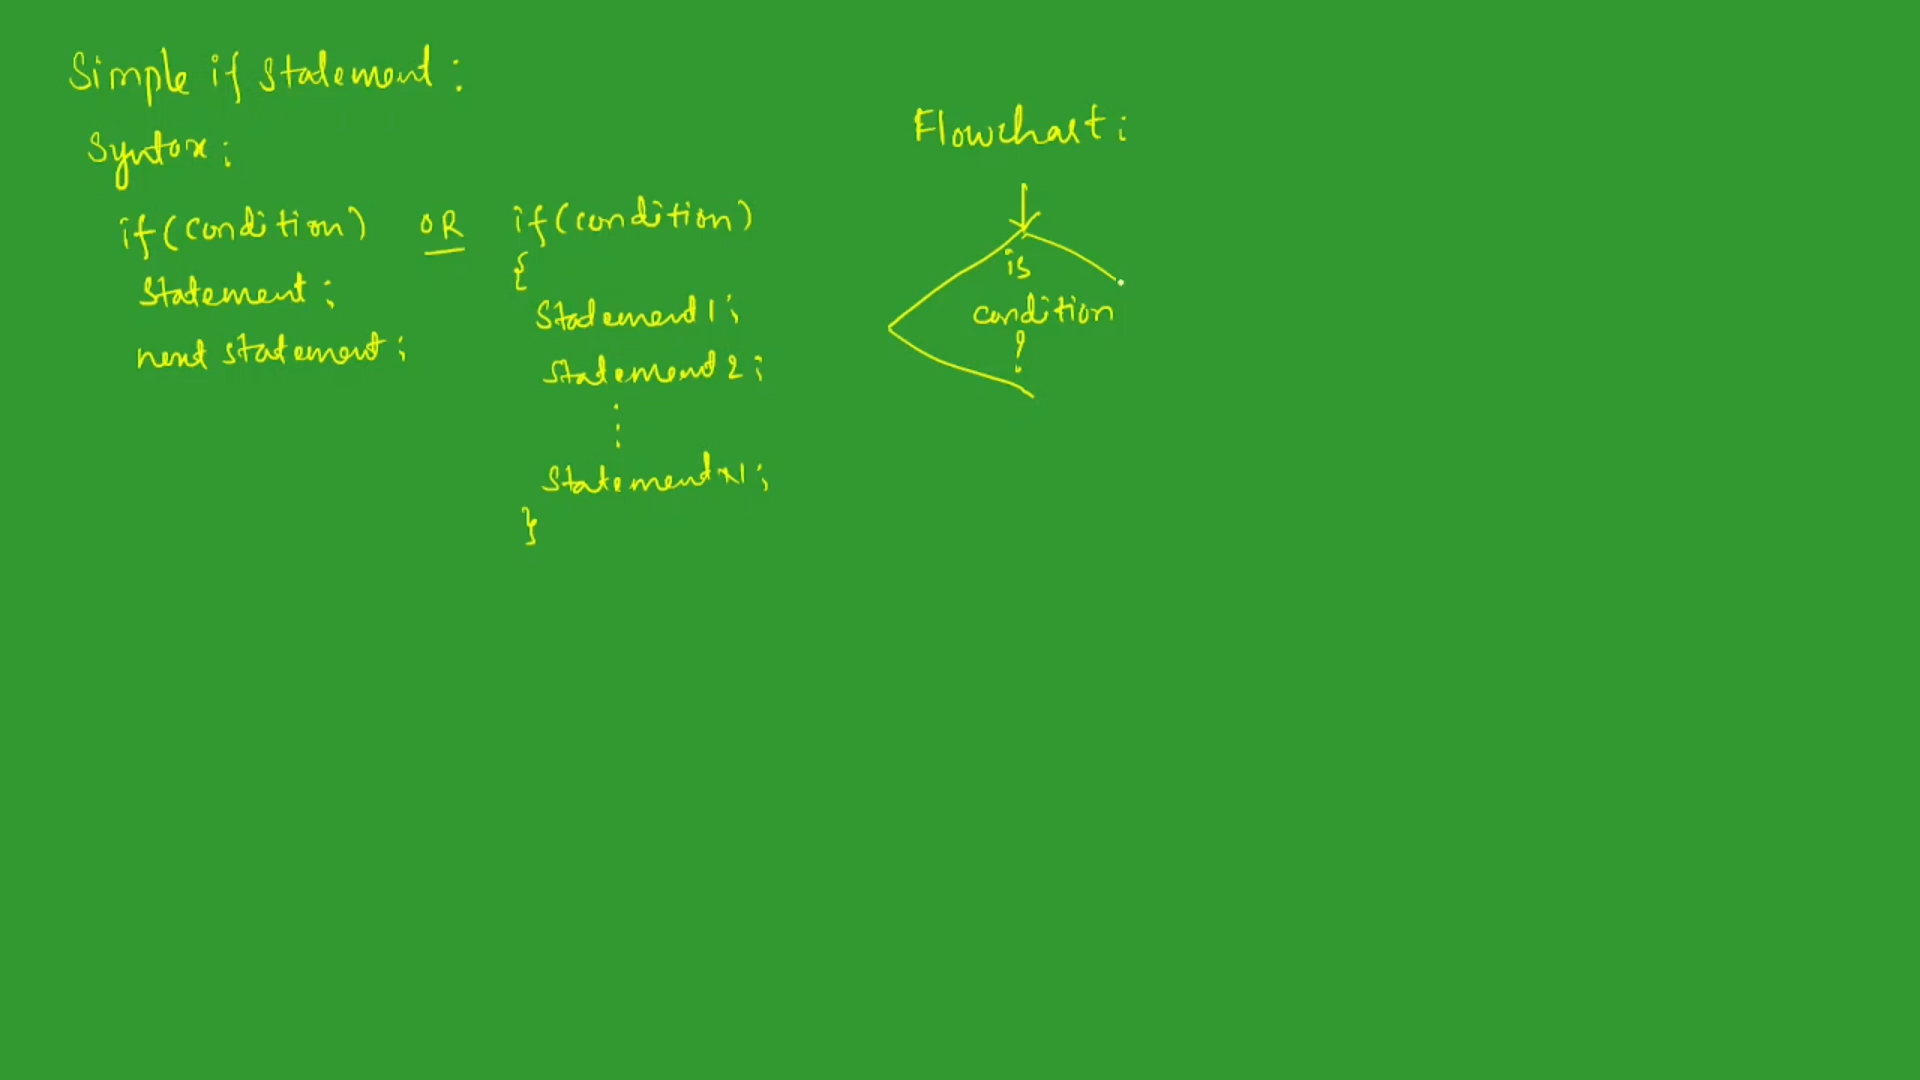 Simple if statement :
Syntax :
if(condition)
statement ;
next statement ;
OR
if(condition)
{
statement 1 ;
statement 2 ;
⋮
statement n ;
}
Flowchart :
is
condition
?